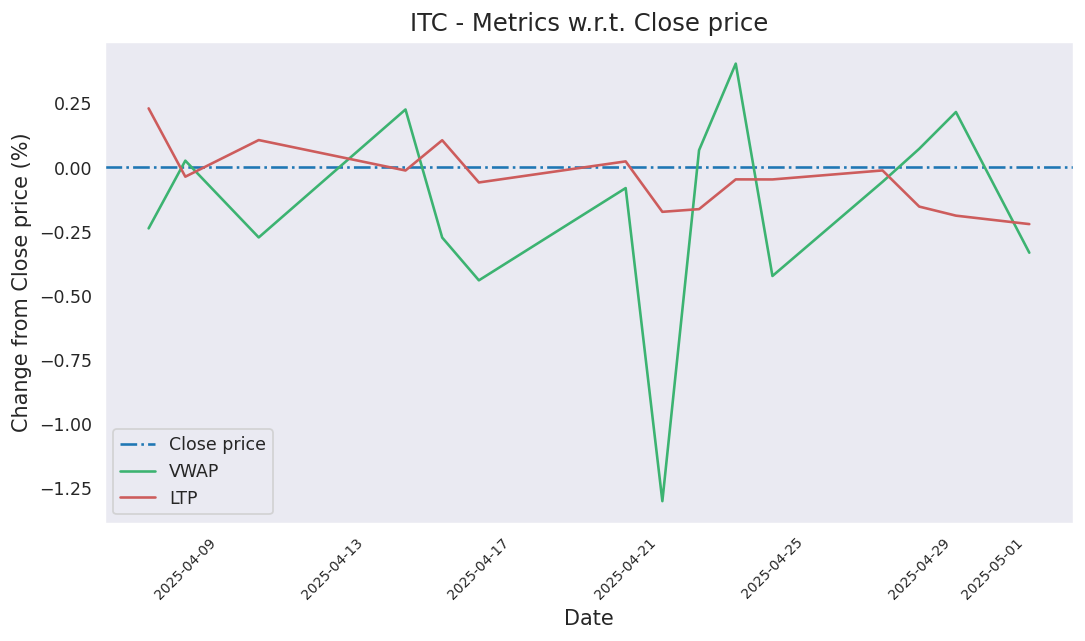 ITC - Metrics w.r.t. Close price
Change from Close price (%)
0.25
0.00
−0.25
−0.50
−0.75
−1.00
−1.25
Close price
VWAP
LTP
2025-04-09
2025-04-13
2025-04-17
2025-04-21
2025-04-25
2025-04-29
2025-05-01
Date